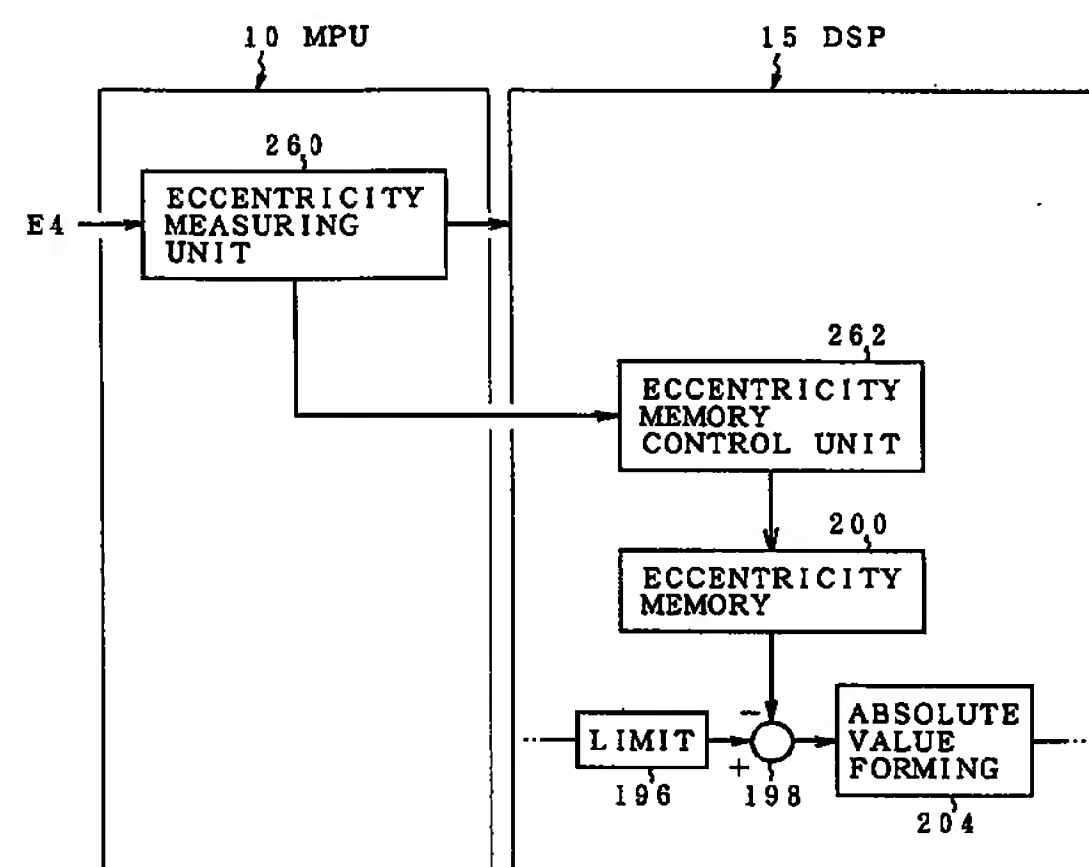 10 MPU
15 DSP
260
ECCENTRICITY
MEASURING
UNIT
E4
262
ECCENTRICITY
MEMORY
CONTROL UNIT
200
ECCENTRICITY
MEMORY
−
LIMIT
+
196
198
ABSOLUTE
VALUE
FORMING
204